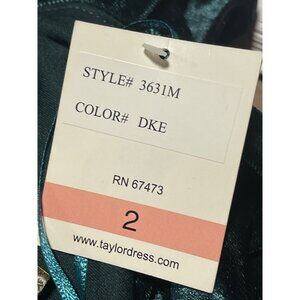 STYLE# 3631M
COLOR# DKE
RN 67473
2
www.taylordress.com